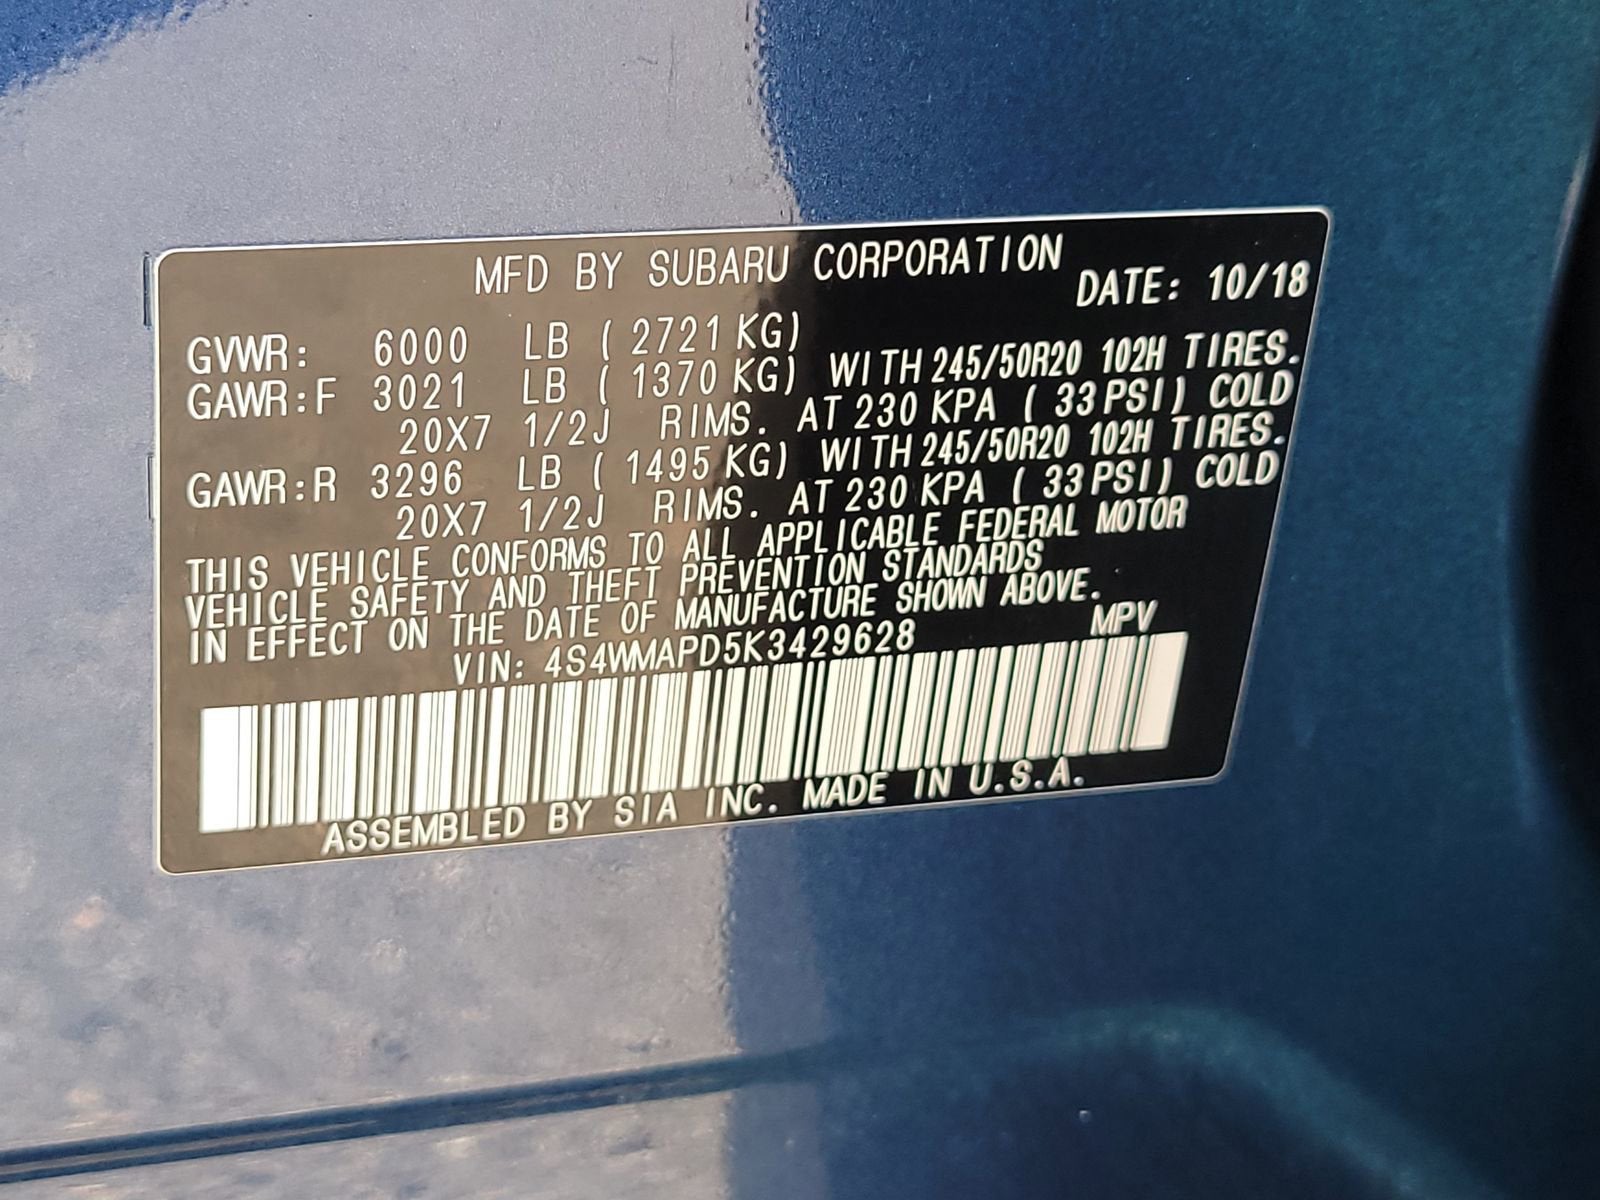 MFD BY SUBARU CORPORATION
DATE: 10/18
GVWR: 6000 LB ( 2721 KG)
GAWR:F 3021 LB ( 1370 KG) WITH 245/50R20 102H TIRES.
20X7 1/2J RIMS. AT 230 KPA ( 33 PSI) COLD
GAWR:R 3296 LB ( 1495 KG) WITH 245/50R20 102H TIRES.
20X7 1/2J RIMS. AT 230 KPA ( 33 PSI) COLD
THIS VEHICLE CONFORMS TO ALL APPLICABLE FEDERAL MOTOR
VEHICLE SAFETY AND THEFT PREVENTION STANDARDS
IN EFFECT ON THE DATE OF MANUFACTURE SHOWN ABOVE.
VIN: 4S4WMAPD5K3429628 MPV
ASSEMBLED BY SIA INC. MADE IN U.S.A.